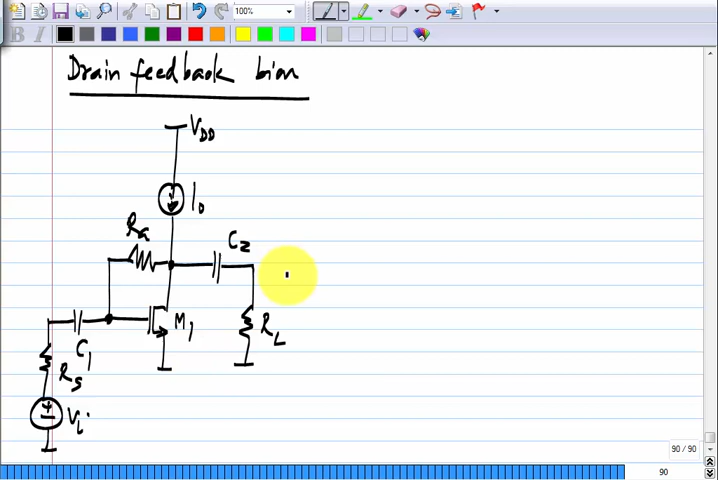 100%
B I
Drain feedback bias
VDD
I0
RG
C2
M1
RL
C1
Rs
Vi
90 / 90
90